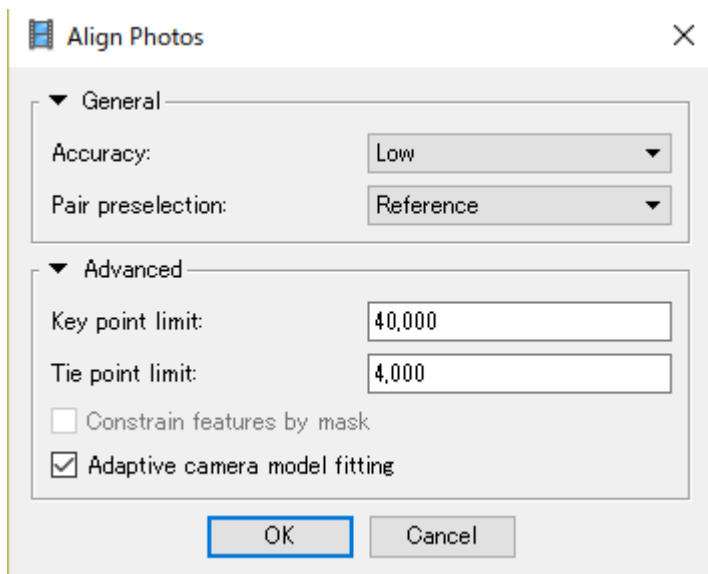 Align Photos
General
Accuracy: Low
Pair preselection: Reference
Advanced
Key point limit: 40,000
Tie point limit: 4,000
Constrain features by mask
Adaptive camera model fitting
OK Cancel